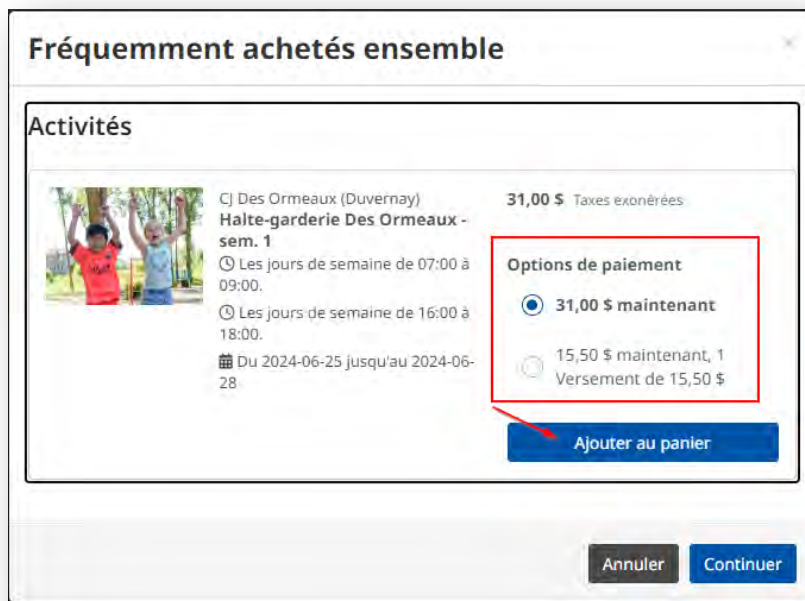 Fréquemment achetés ensemble
×
Activités
CJ Des Ormeaux (Duvernay)
Halte-garderie Des Ormeaux -
sem. 1
Les jours de semaine de 07:00 à
09:00.
Les jours de semaine de 16:00 à
18:00.
Du 2024-06-25 jusqu'au 2024-06-
28
31,00 $ Taxes exonérées
Options de paiement
31,00 $ maintenant
15,50 $ maintenant, 1
Versement de 15,50 $
Ajouter au panier
Annuler
Continuer